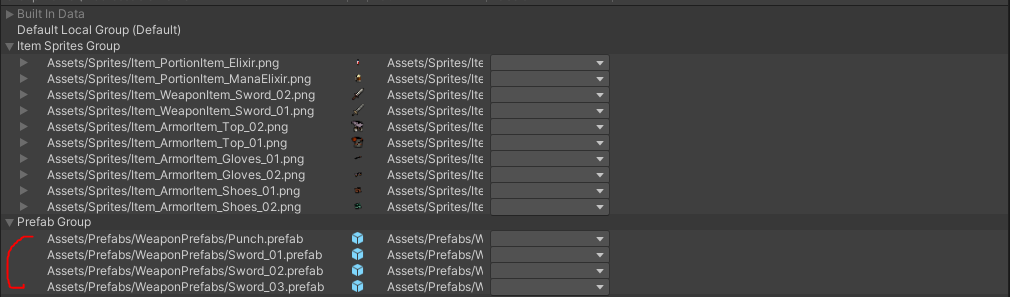 Built In Data
Default Local Group (Default)
Item Sprites Group
Assets/Sprites/Item_PortionItem_Elixir.png Assets/Sprites/Ite
Assets/Sprites/Item_PortionItem_ManaElixir.png Assets/Sprites/Ite
Assets/Sprites/Item_WeaponItem_Sword_02.png Assets/Sprites/Ite
Assets/Sprites/Item_WeaponItem_Sword_01.png Assets/Sprites/Ite
Assets/Sprites/Item_ArmorItem_Top_02.png Assets/Sprites/Ite
Assets/Sprites/Item_ArmorItem_Top_01.png Assets/Sprites/Ite
Assets/Sprites/Item_ArmorItem_Gloves_01.png Assets/Sprites/Ite
Assets/Sprites/Item_ArmorItem_Gloves_02.png Assets/Sprites/Ite
Assets/Sprites/Item_ArmorItem_Shoes_01.png Assets/Sprites/Ite
Assets/Sprites/Item_ArmorItem_Shoes_02.png Assets/Sprites/Ite
Prefab Group
Assets/Prefabs/WeaponPrefabs/Punch.prefab Assets/Prefabs/W
Assets/Prefabs/WeaponPrefabs/Sword_01.prefab Assets/Prefabs/W
Assets/Prefabs/WeaponPrefabs/Sword_02.prefab Assets/Prefabs/W
Assets/Prefabs/WeaponPrefabs/Sword_03.prefab Assets/Prefabs/W